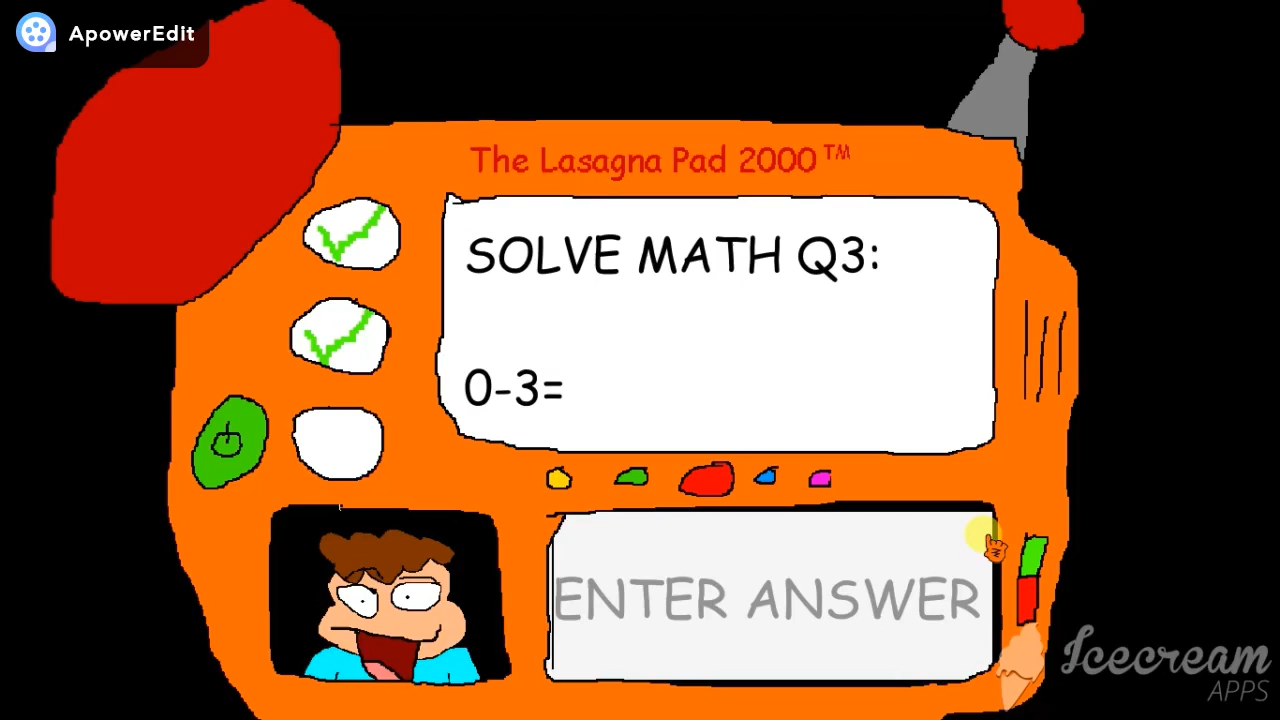 ApowerEdit
The Lasagna Pad 2000™
SOLVE MATH Q3:
0-3=
ENTER ANSWER
Icecream
APPS